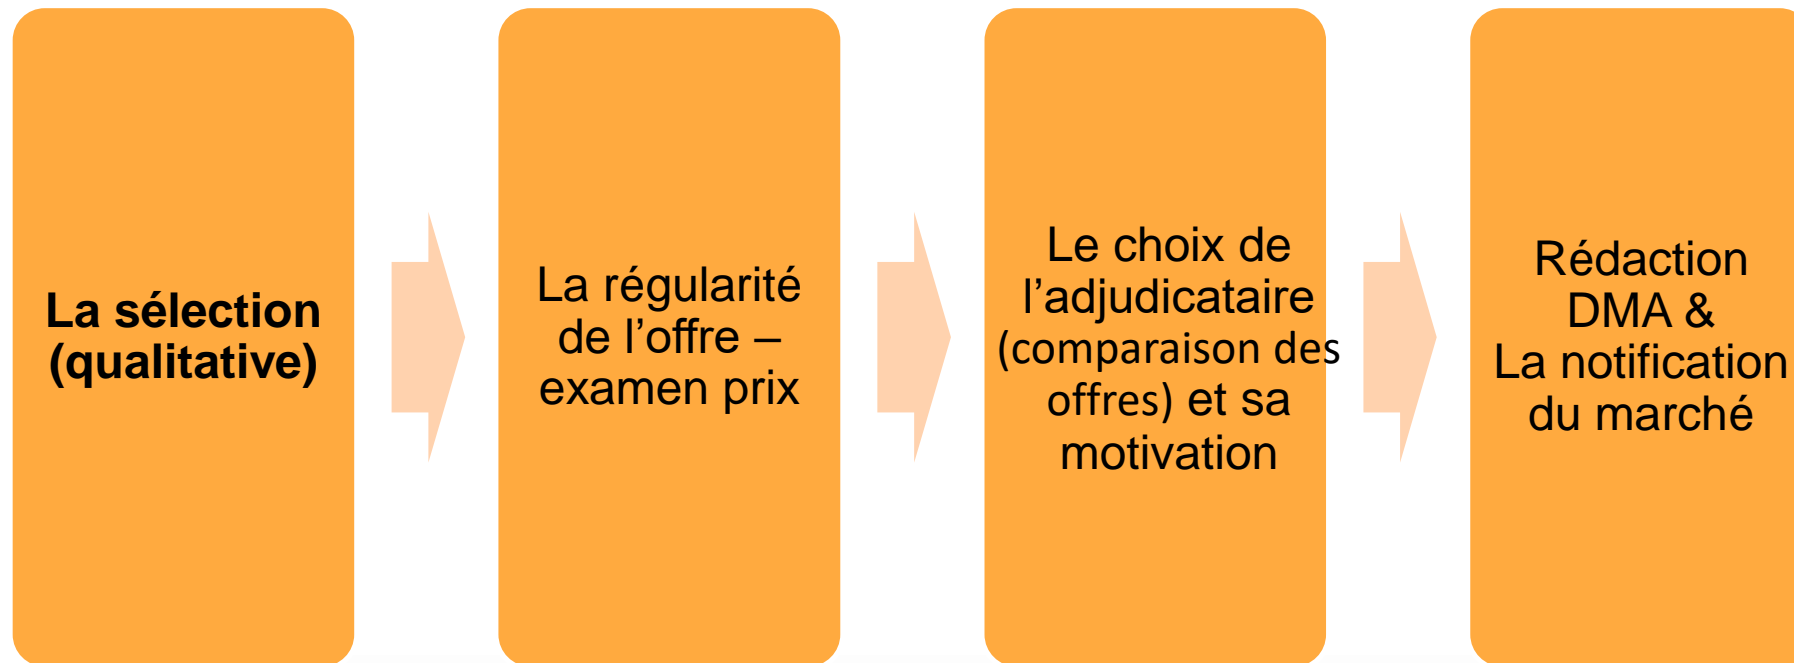 La sélection
(qualitative)
La régularité
de l’offre –
examen prix
Le choix de
l’adjudicataire
(comparaison des
offres) et sa
motivation
Rédaction
DMA &
La notification
du marché